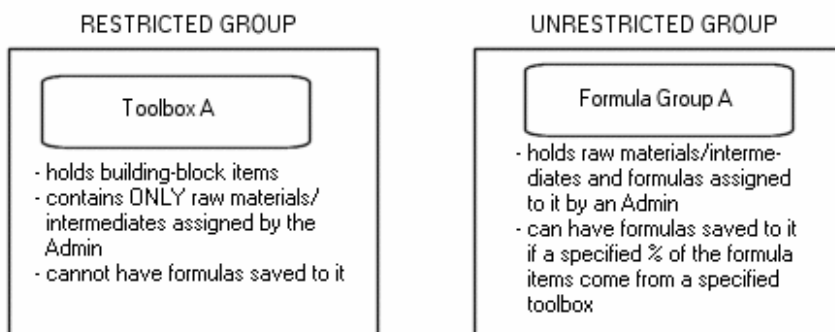 RESTRICTED GROUP
Toolbox A
- holds building-block items
- contains ONLY raw materials/
intermediates assigned by the
Admin
- cannot have formulas saved to it
UNRESTRICTED GROUP
Formula Group A
- holds raw materials/interme-
diates and formulas assigned
to it by an Admin
- can have formulas saved to it
if a specified % of the formula
items come from a specified
toolbox